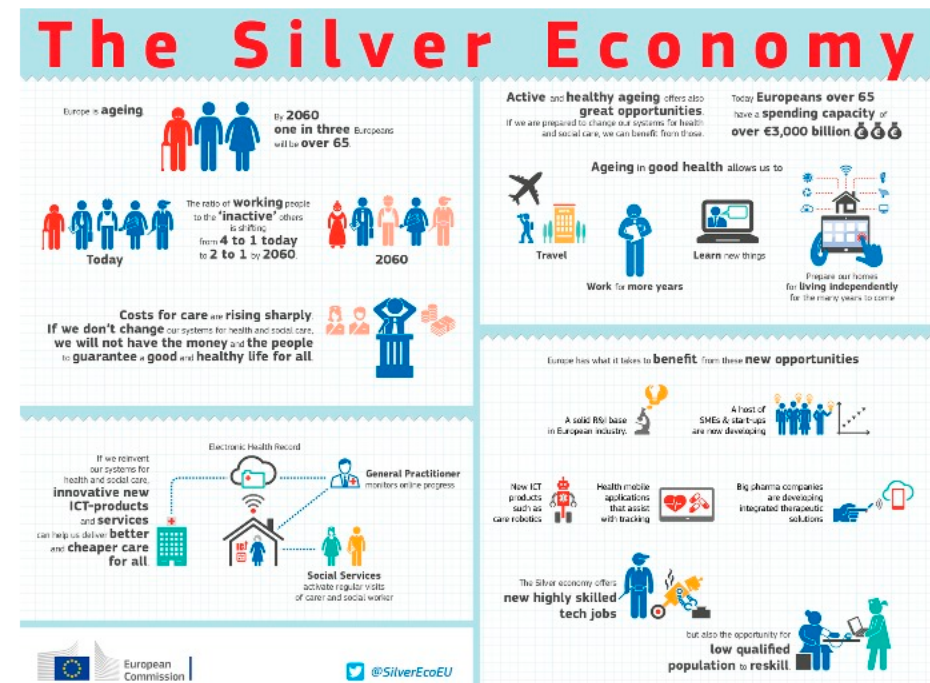 The Silver Economy
Europe is ageing.
By 2060
one in three Europeans
will be over 65.
The ratio of working people
to the 'inactive' others
is shifting
from 4 to 1 today
to 2 to 1 by 2060.
Today
2060
Costs for care are rising sharply.
If we don't change our systems for health and social care,
we will not have the money and the people
to guarantee a good and healthy life for all.
If we reinvent
our systems for
health and social care,
innovative new
ICT-products
and services
can help us deliver better
and cheaper care
for all.
Electronic Health Record
General Practitioner
monitors online progress
Social Services
activate regular visits
of carer and social worker
European
Commission
@SilverEcoEU
Active and healthy ageing offers also
great opportunities.
If we are prepared to change our systems for health
and social care, we can benefit from those.
Today Europeans over 65
have a spending capacity of
over €3,000 billion.
Ageing in good health allows us to
Travel
Work for more years
Learn new things
Prepare our homes
for living independently
for the many years to come
Europe has what it takes to benefit from these new opportunities
A solid R&I base
in European industry.
A host of
SMEs & start-ups
are now developing
New ICT
products
such as
care robotics
Health mobile
applications
that assist
with tracking
Big pharma companies
are developing
integrated therapeutic
solutions
The Silver economy offers
new highly skilled
tech jobs
but also the opportunity for
low qualified
population to reskill.